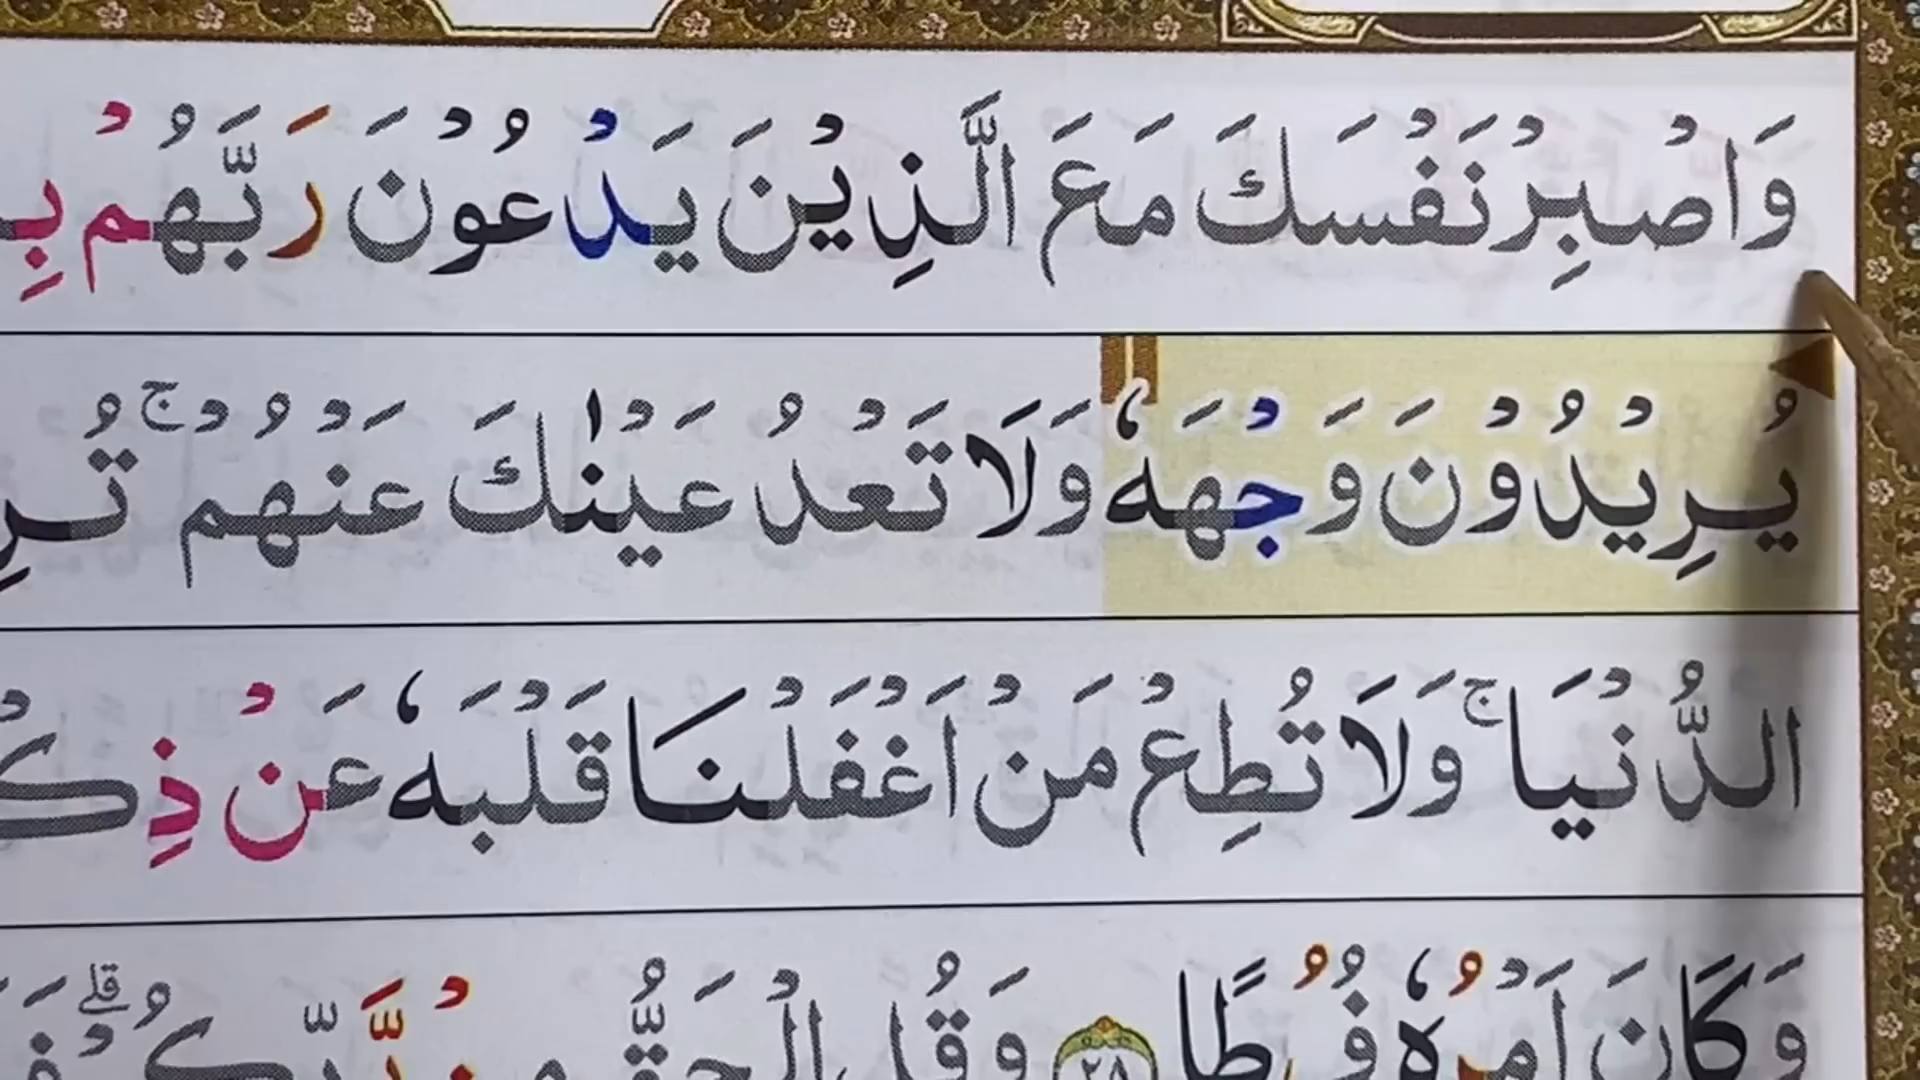 وَاصْبِرْ نَفْسَكَ مَعَ الَّذِيْنَ يَدْعُوْنَ رَبَّهُمْ
يُرِيْدُوْنَ وَجْهَهٗ وَلَا تَعْدُ عَيْنٰكَ عَنْهُمْ ۚ
الدُّنْيَا ۚ وَلَا تُطِعْ مَنْ اَغْفَلْنَا قَلْبَهٗ عَنْ
وَكَانَ اَمْرُهٗ فُرُطًا ٢٨ وَقُلِ الْحَقُّ مِنْ رَّبِّكُمْ ۗ